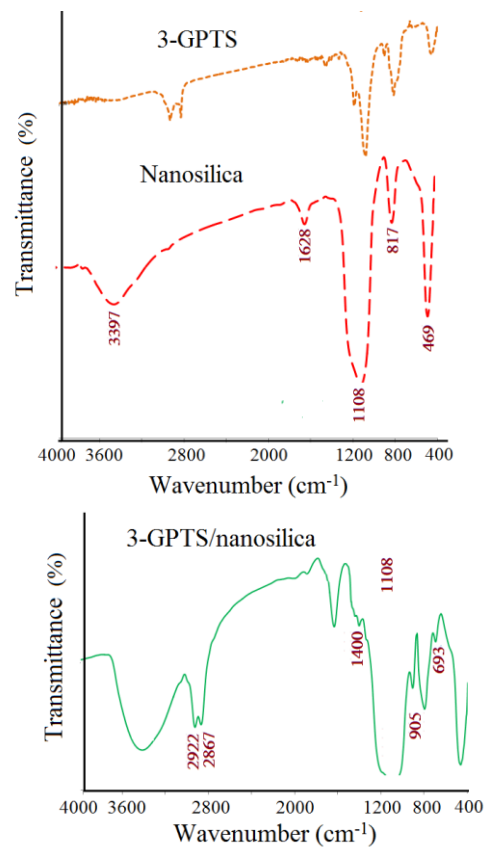 3-GPTS
Nanosilica
Transmittance (%)
3397
1628
1108
817
469
4000 3600 2800 2000 1200 800 400
Wavenumber (cm-1)
3-GPTS/nanosilica
Transmittance (%)
2922
2867
1400
1108
905
693
4000 3600 2800 2000 1200 800 400
Wavenumber (cm-1)